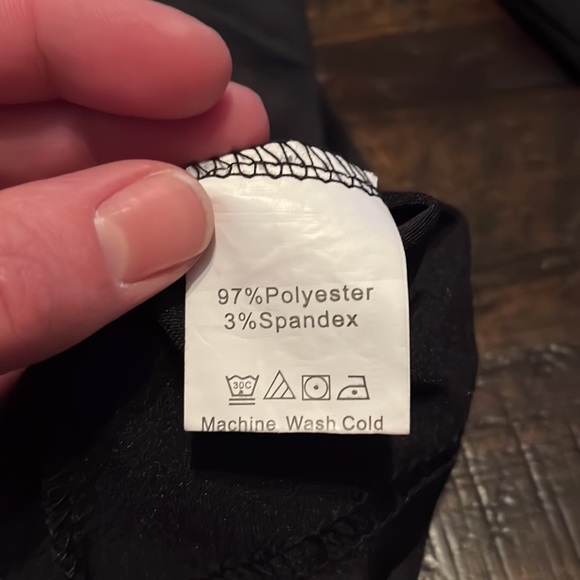 97%Polyester
3%Spandex
30C
Machine Wash Cold